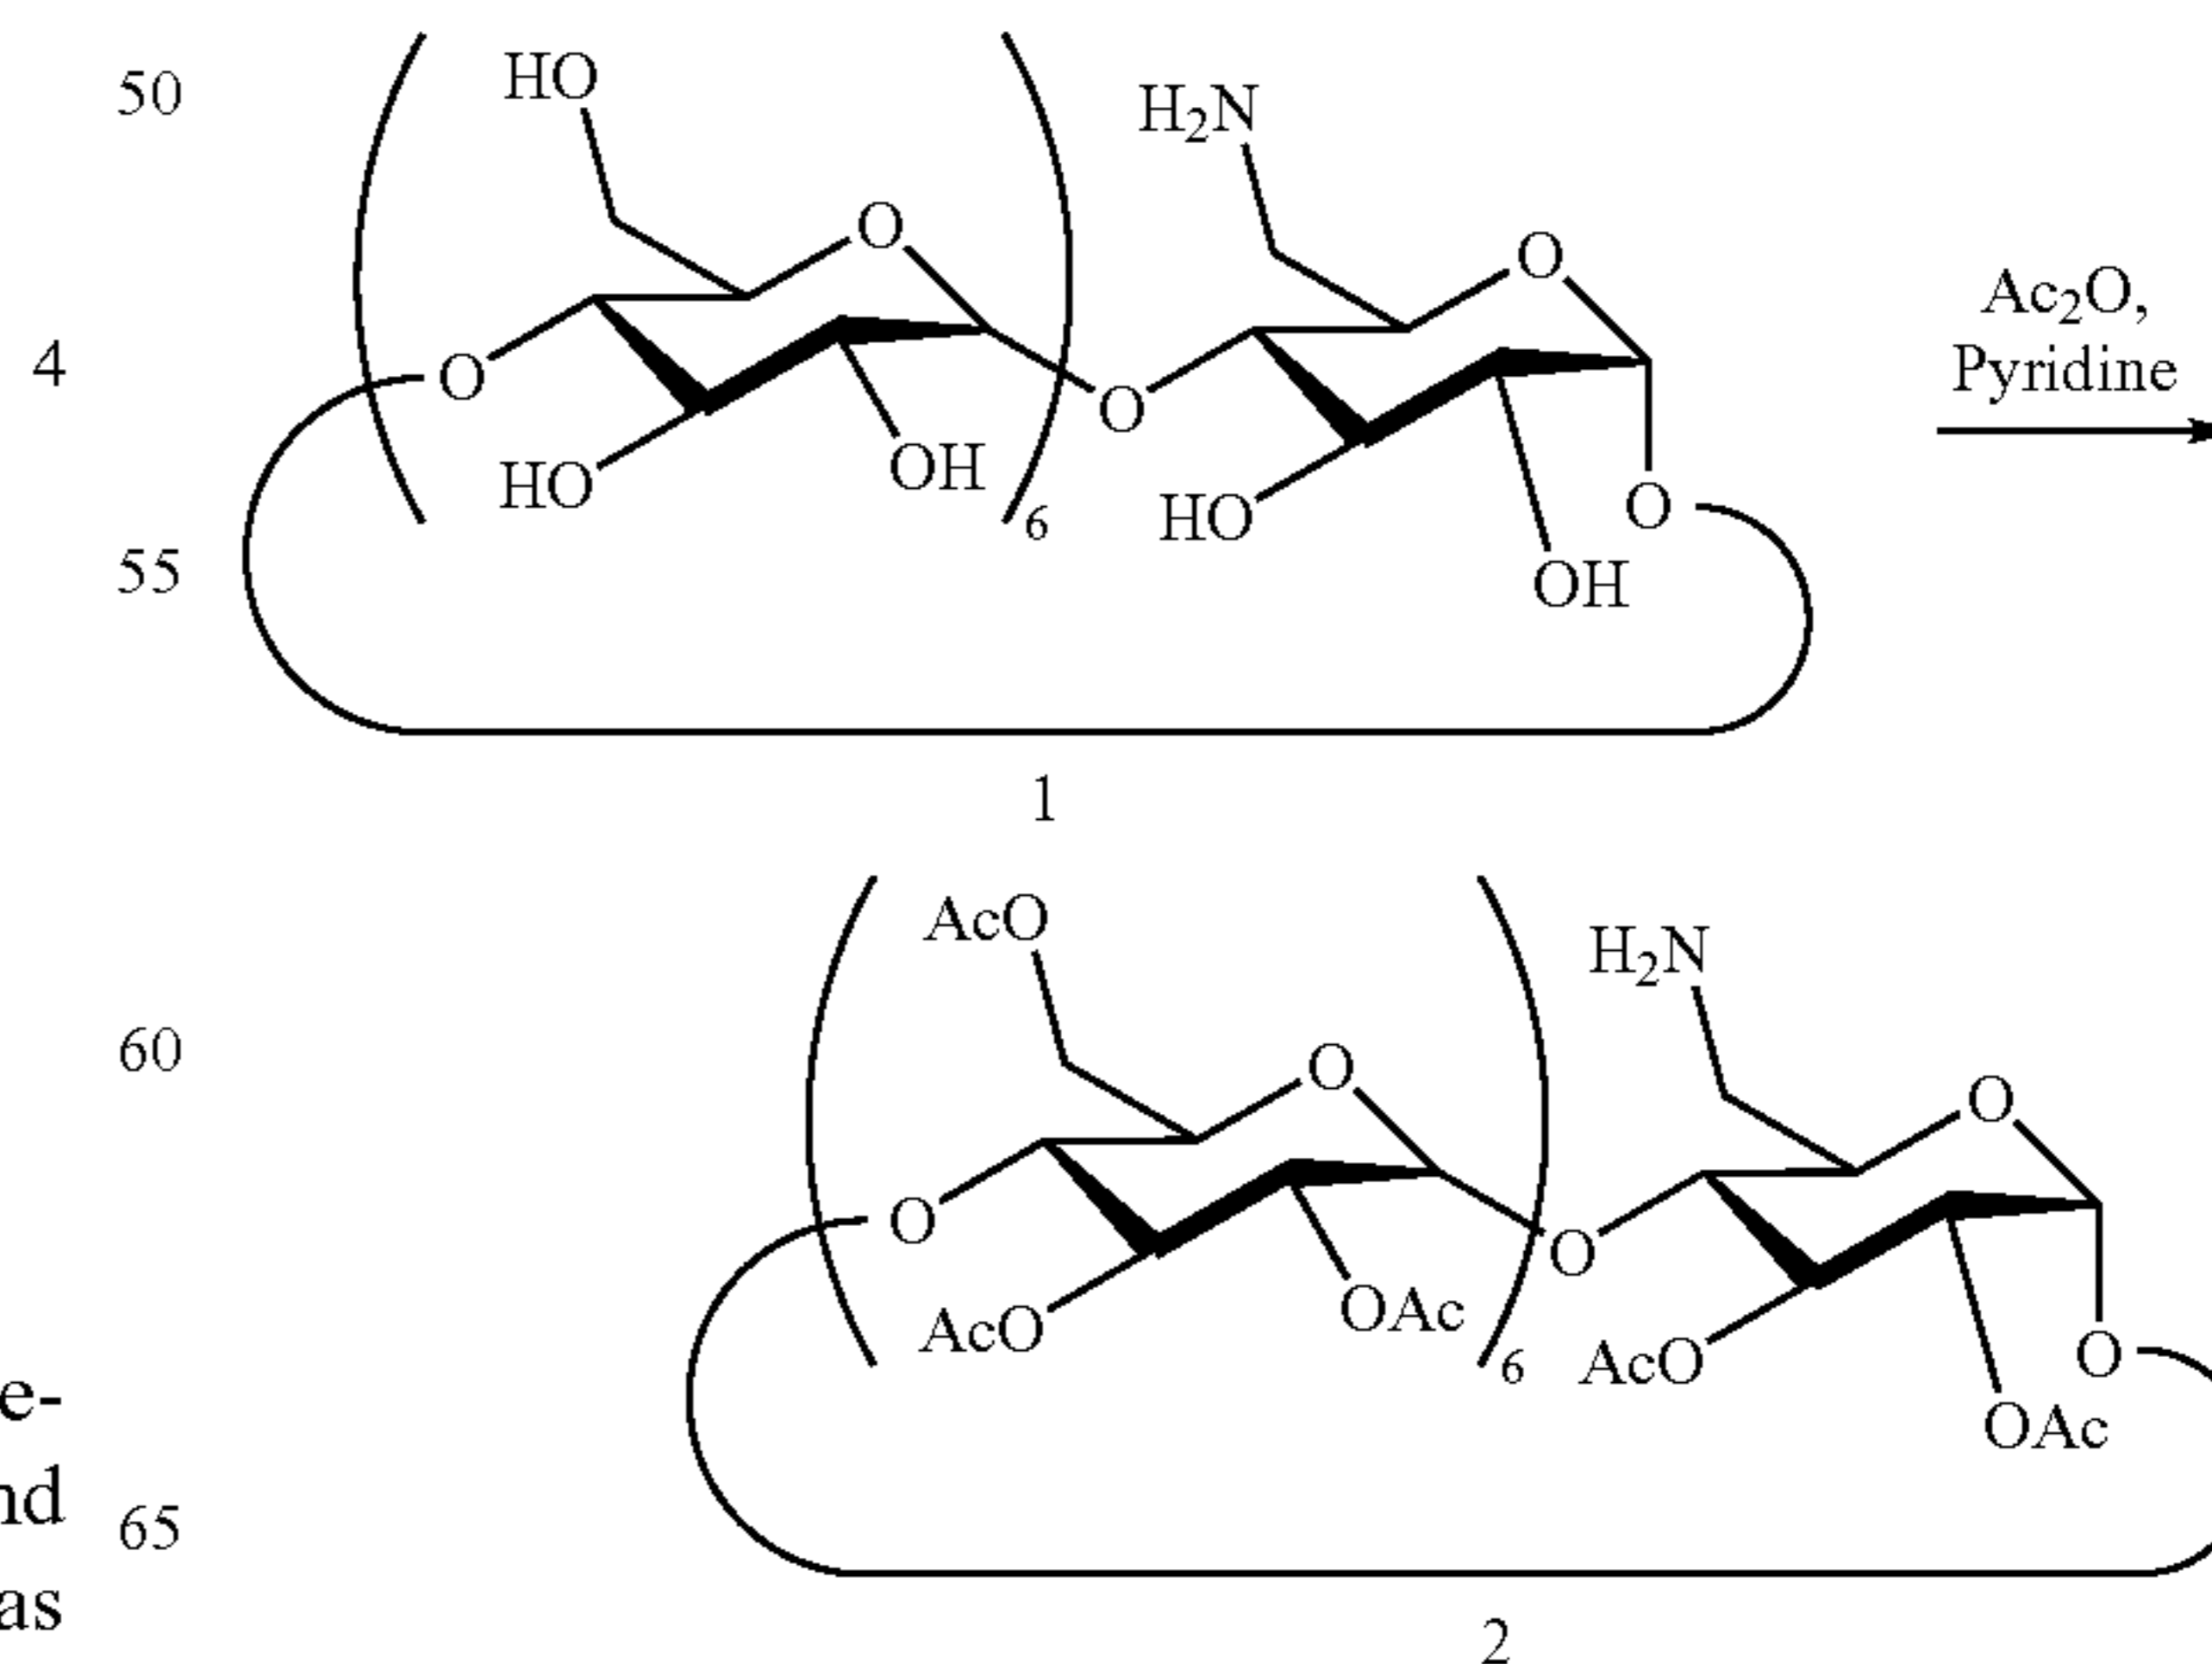 50
HO
H₂N
O
O
Ac₂O,
4
Pyridine
O
O
HO
OH
HO
O
6
55
OH
1
AcO
H₂N
60
O
O
O
O
AcO
OAc
AcO
O
6
e-
OAc
nd
65
as
2